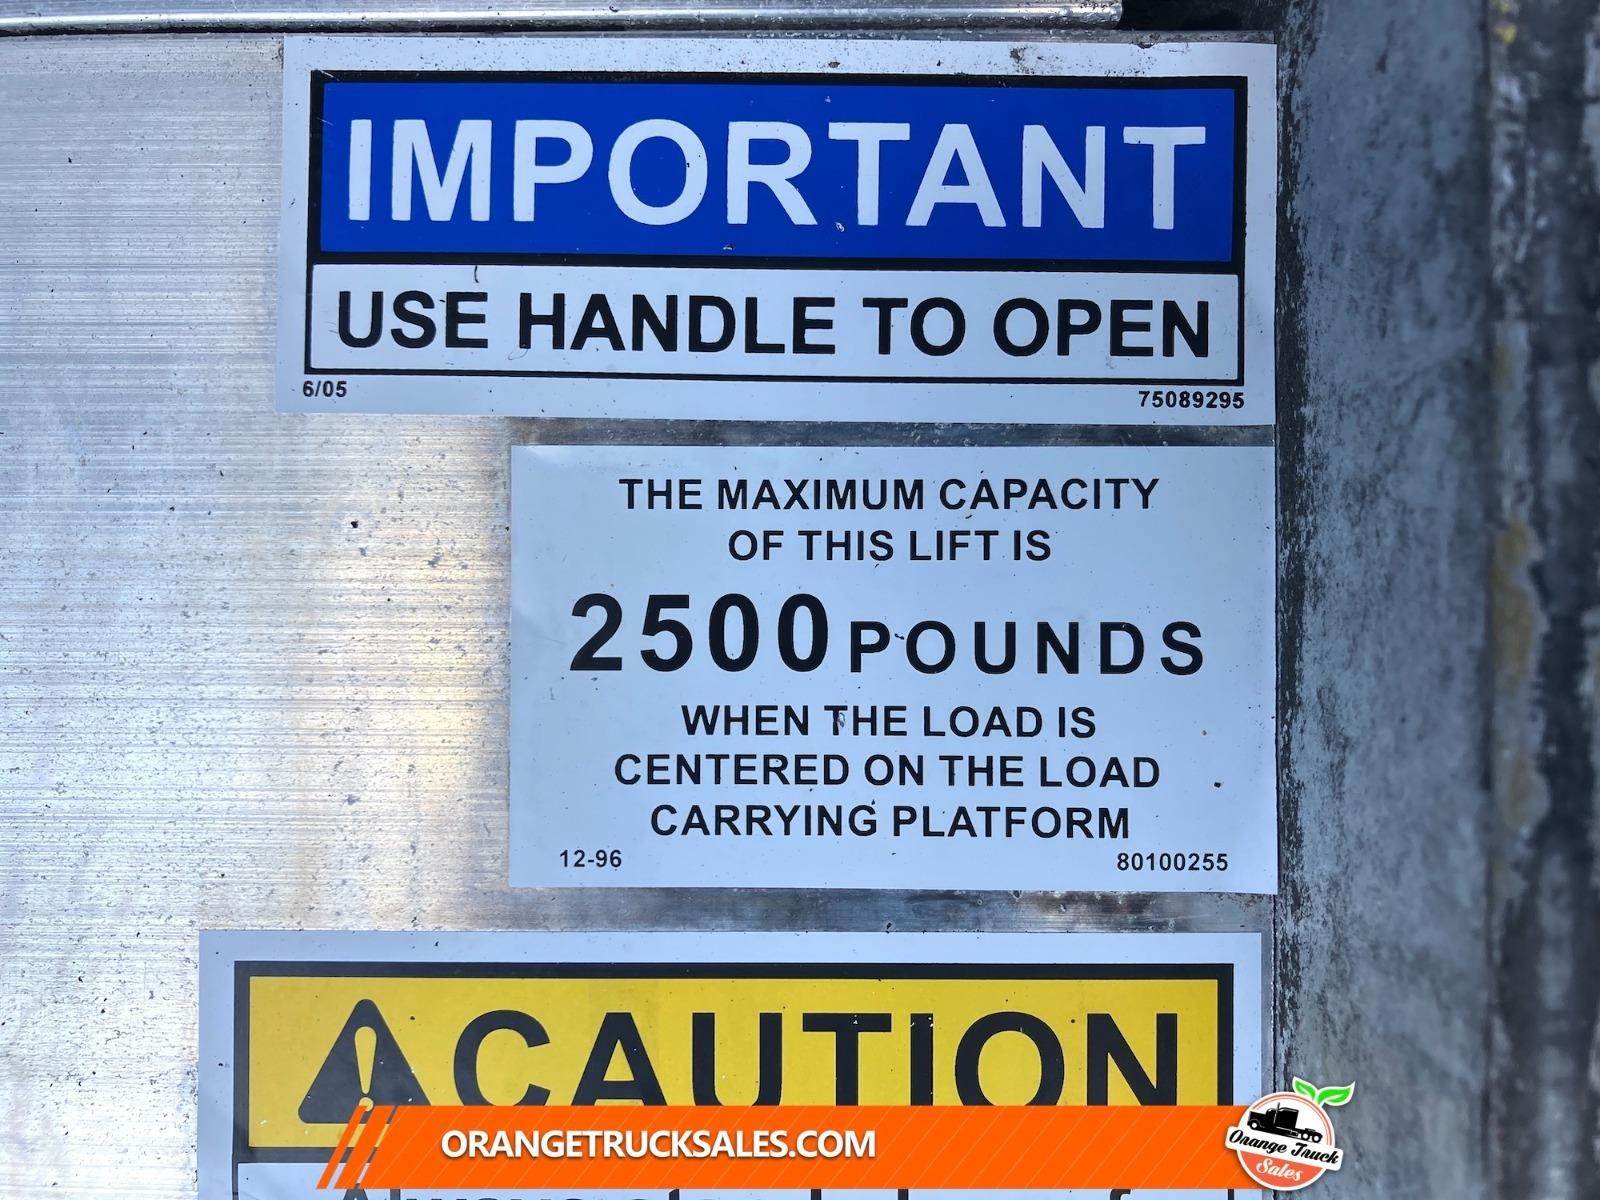 IMPORTANT
USE HANDLE TO OPEN
6/05
75089295
THE MAXIMUM CAPACITY
OF THIS LIFT IS
2500 POUNDS
WHEN THE LOAD IS
CENTERED ON THE LOAD
CARRYING PLATFORM
12-96
80100255
CAUTION
ORANGETRUCKSALES.COM
Orange Truck
Sales